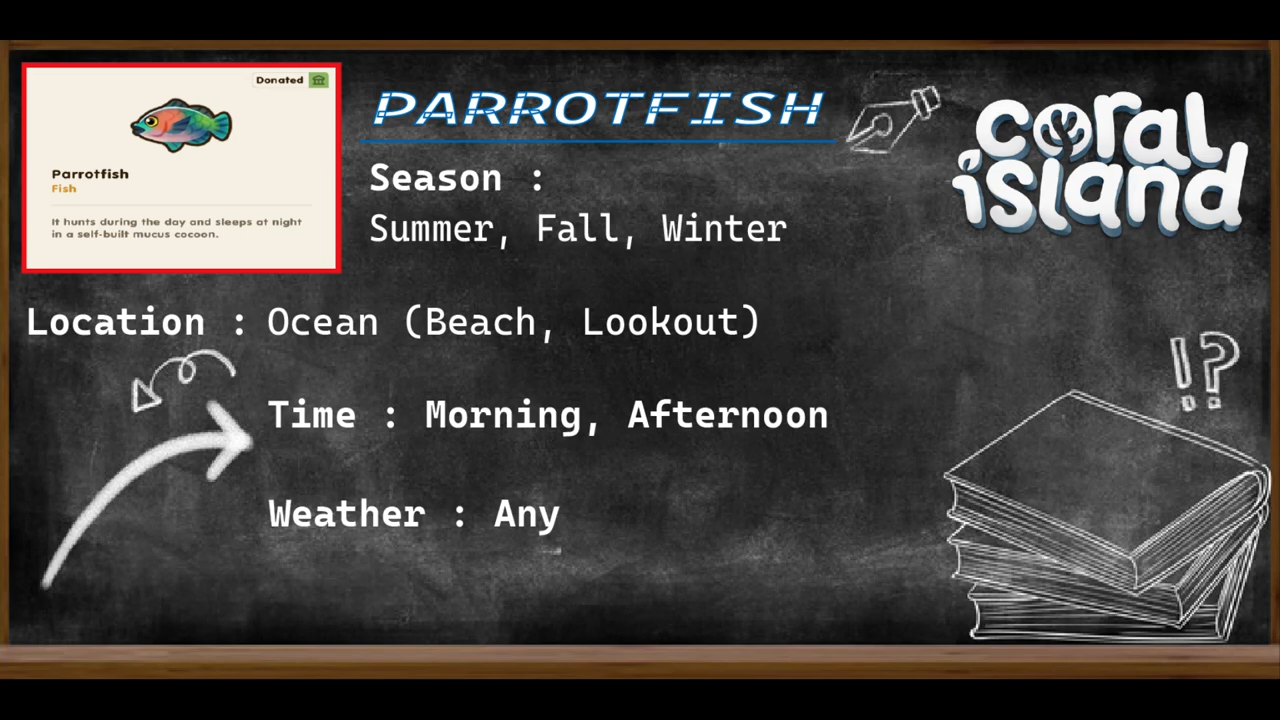 Donated
Parrotfish
Fish
It hunts during the day and sleeps at night
in a self-built mucus cocoon.
PARROTFISH
Season :
Summer, Fall, Winter
coral
island
Location : Ocean (Beach, Lookout)
!?
Time : Morning, Afternoon
Weather : Any